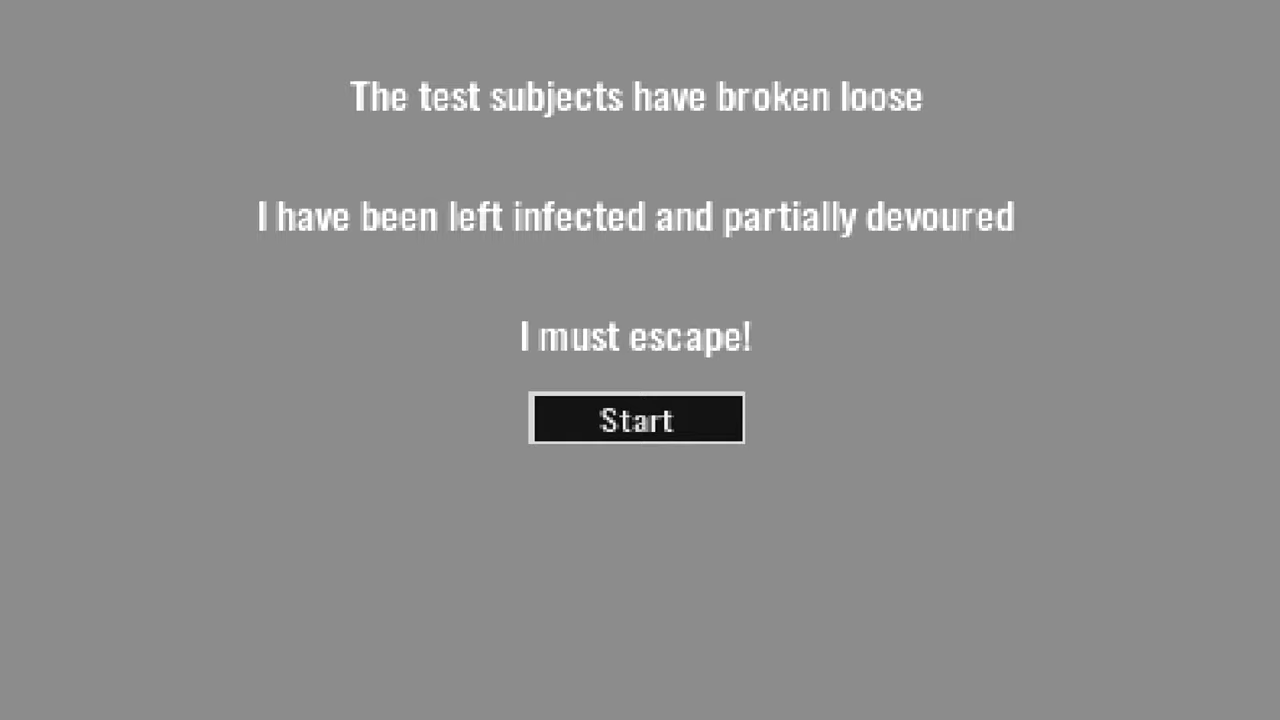 The test subjects have broken loose
I have been left infected and partially devoured
I must escape!
Start